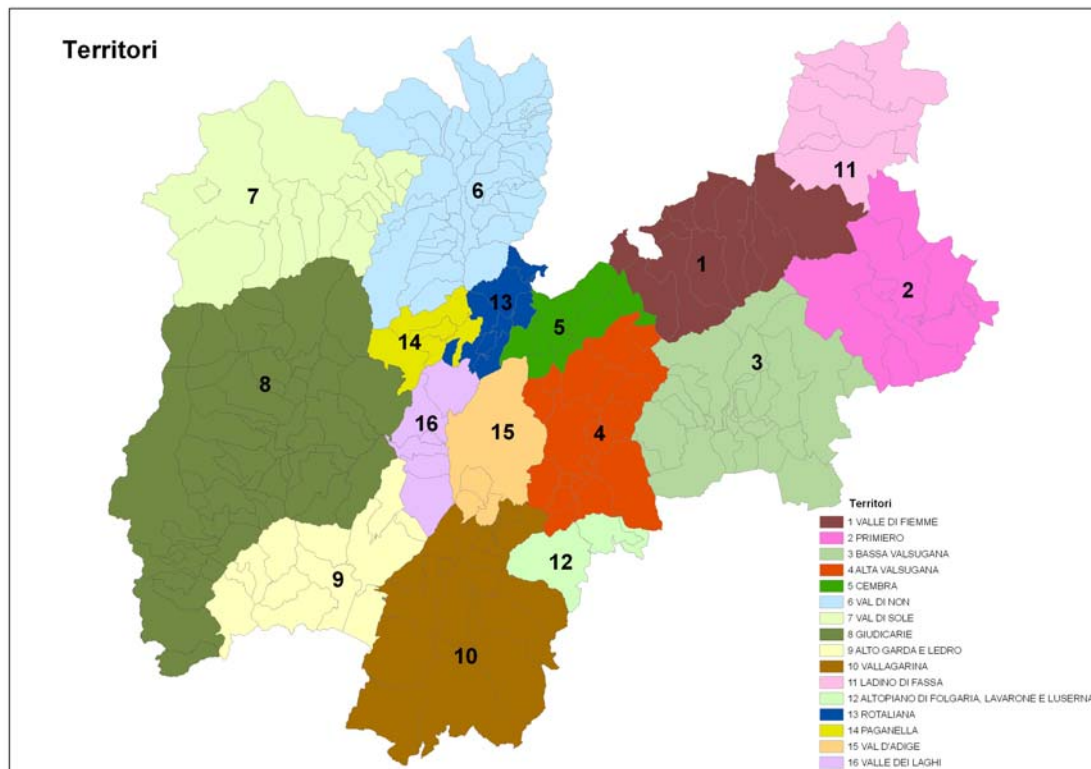 Territori
11
7
6
1
2
13
5
14
3
8
16
15
4
12
9
10
Territori
1 VALLE DI FIEMME
2 PRIMIERO
3 BASSA VALSUGANA
4 ALTA VALSUGANA
5 CEMBRA
6 VAL DI NON
7 VAL DI SOLE
8 GIUDICARIE
9 ALTO GARDA E LEDRO
10 VALLAGARINA
11 LADINO DI FASSA
12 ALTOPIANO DI FOLGARIA, LAVARONE E LUSERNA
13 ROTALIANA
14 PAGANELLA
15 VAL D'ADIGE
16 VALLE DEI LAGHI